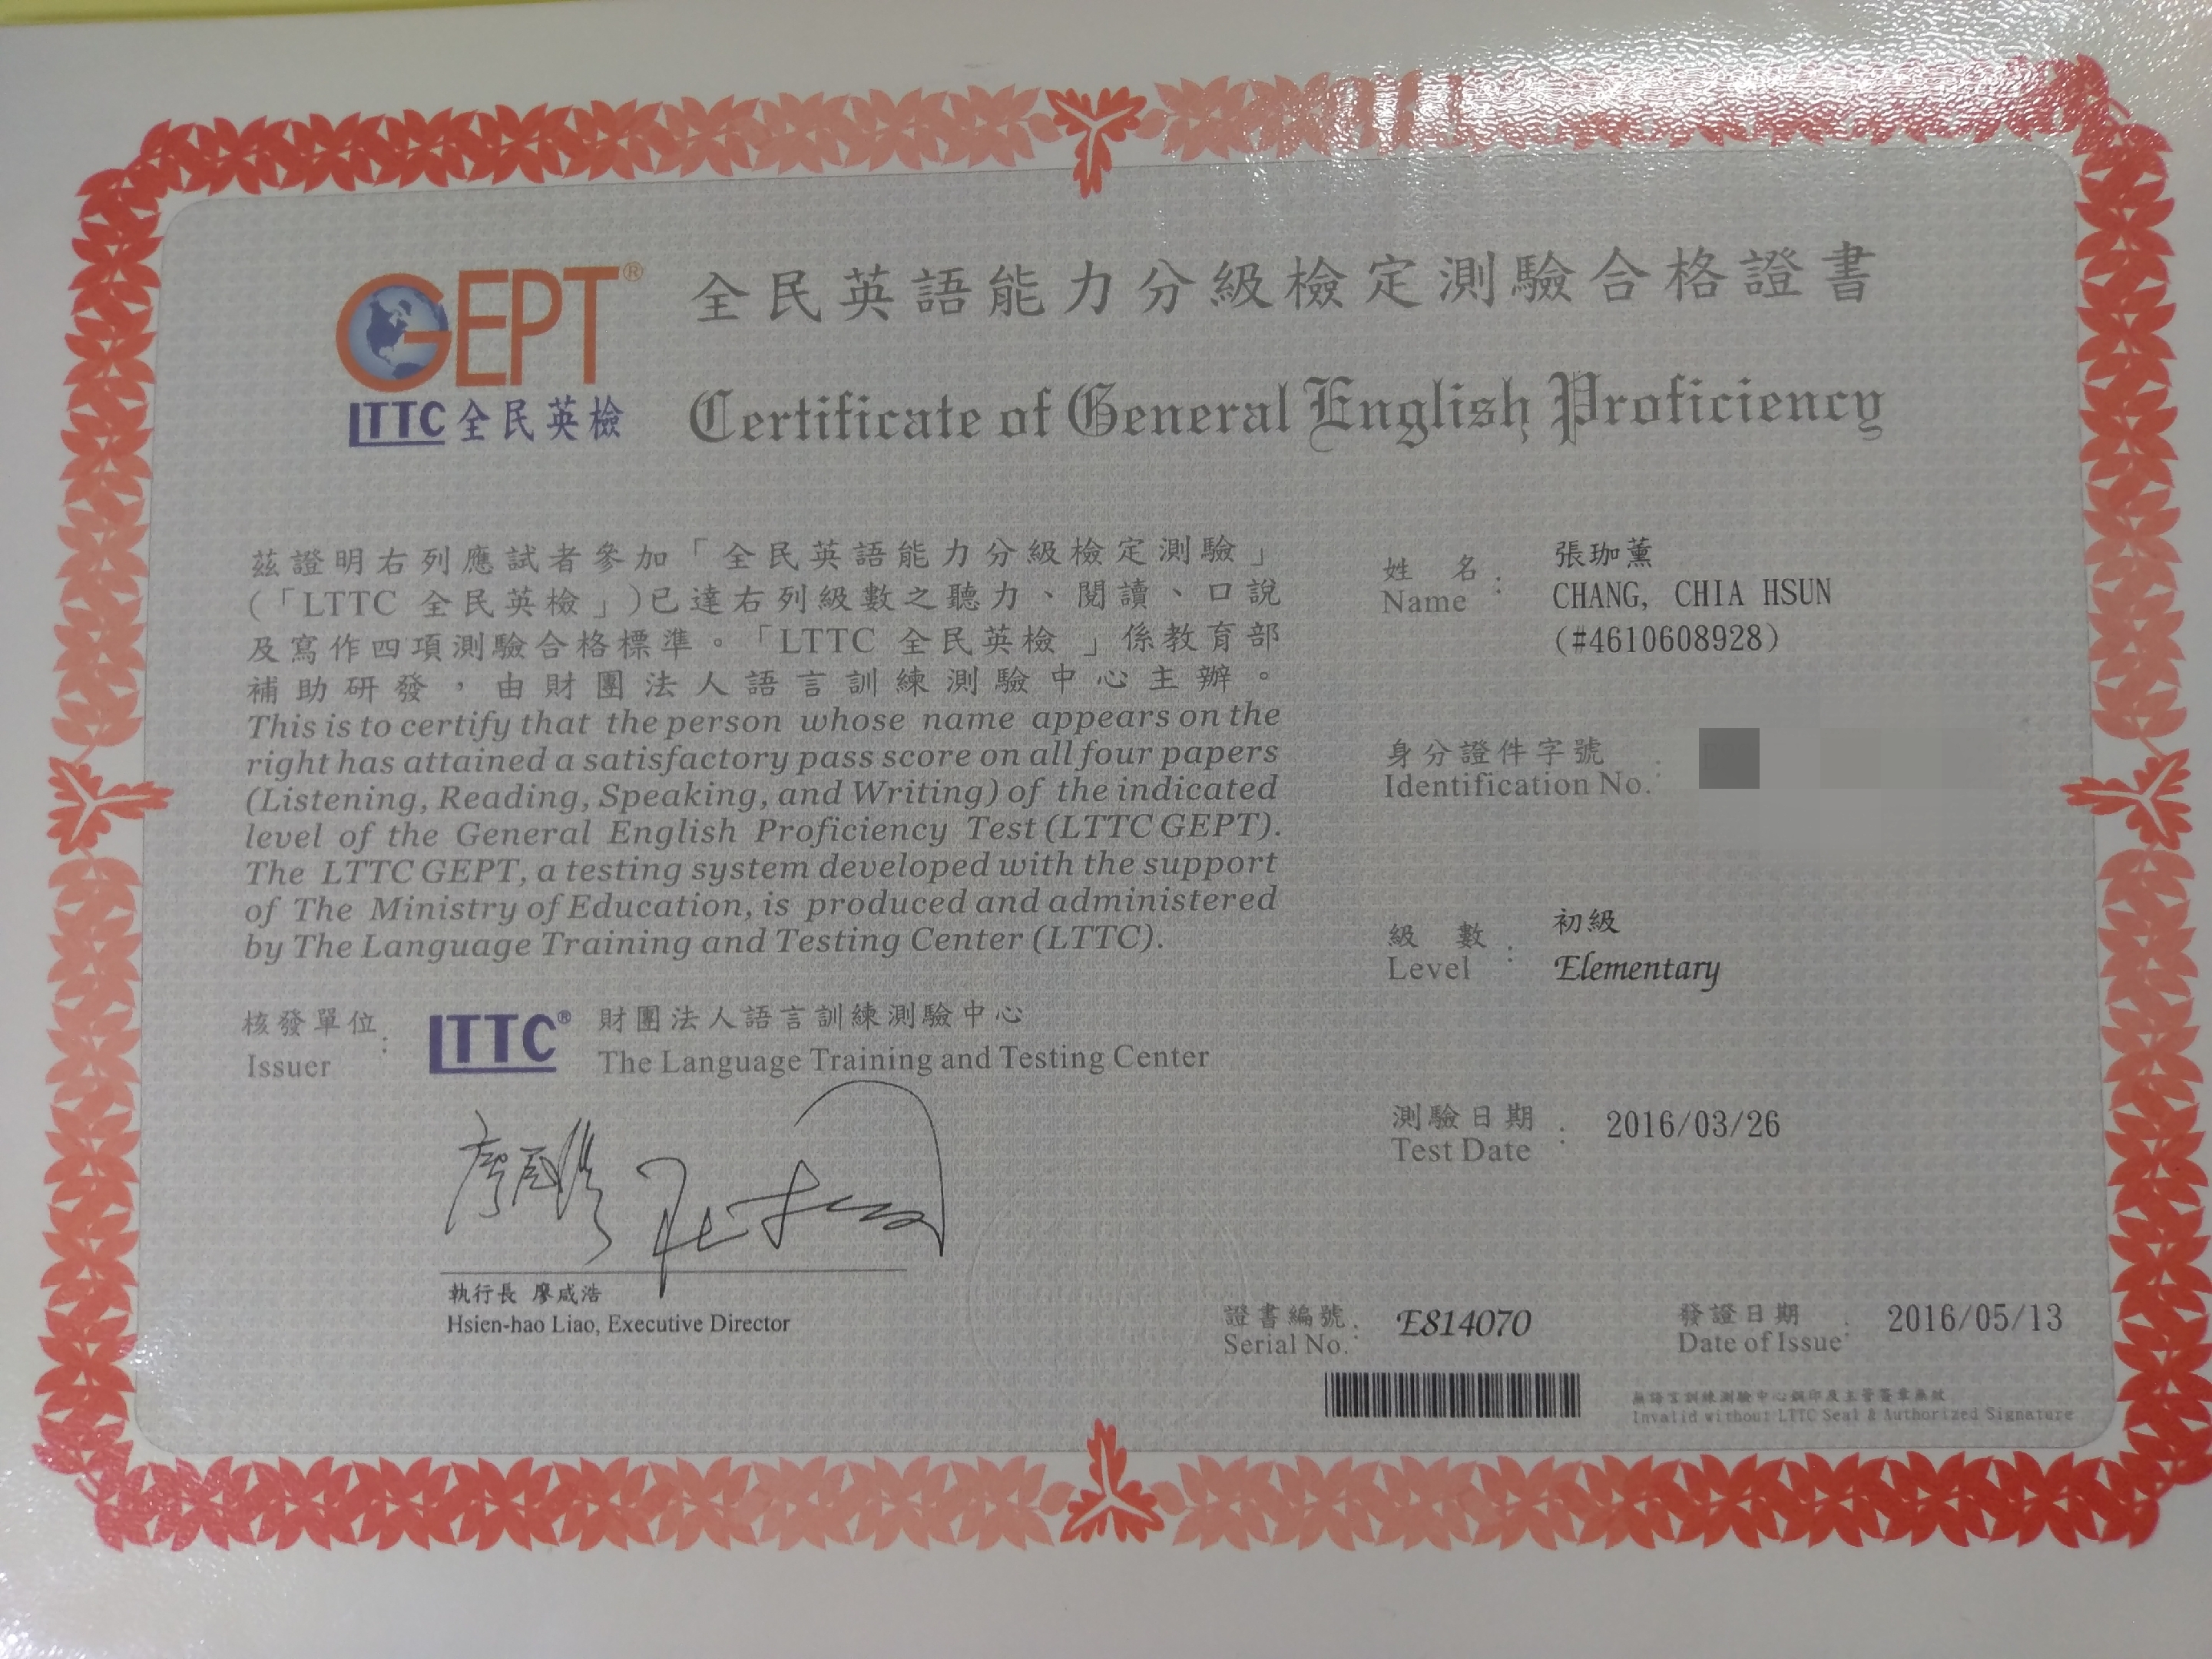 GEPT®
LTTC 全民英檢
全民英語能力分級檢定測驗合格證書
Certificate of General English Proficiency
茲證明右列應試者參加「全民英語能力分級檢定測驗」
(「LTTC 全民英檢」)已達右列級數之聽力、閱讀、口說
及寫作四項測驗合格標準。「LTTC 全民英檢」係教育部
補助研發，由財團法人語言訓練測驗中心主辦。
This is to certify that the person whose name appears on the
right has attained a satisfactory pass score on all four papers
(Listening, Reading, Speaking, and Writing) of the indicated
level of the General English Proficiency Test (LTTC GEPT).
The LTTC GEPT, a testing system developed with the support
of The Ministry of Education, is produced and administered
by The Language Training and Testing Center (LTTC).
核發單位
Issuer :
LTTC® 財團法人語言訓練測驗中心
The Language Training and Testing Center
執行長 廖咸浩
Hsien-hao Liao, Executive Director
姓 名
Name :
張珈薰
CHANG, CHIA HSUN
(#4610608928)
身分證件字號
Identification No. :
級 數
Level :
初級
Elementary
測驗日期
Test Date : 2016/03/26
證書編號
Serial No. : E814070
發證日期
Date of Issue : 2016/05/13
無語言訓練測驗中心鋼印及主管簽章無效
Invalid without LTTC Seal & Authorized Signature